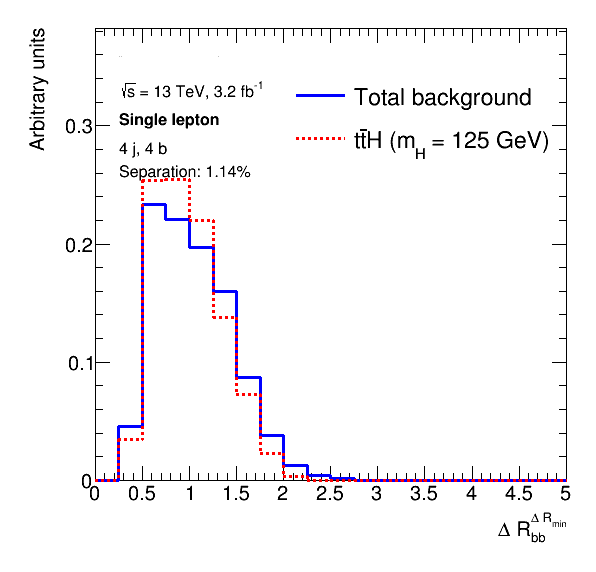 Arbitrary units
√s = 13 TeV, 3.2 fb⁻¹
Single lepton
4 j, 4 b
Separation: 1.14%
Total background
tt̄H (m_H = 125 GeV)
0.3
0.2
0.1
0
0 0.5 1 1.5 2 2.5 3 3.5 4 4.5 5
Δ R_bb^{Δ R_min}